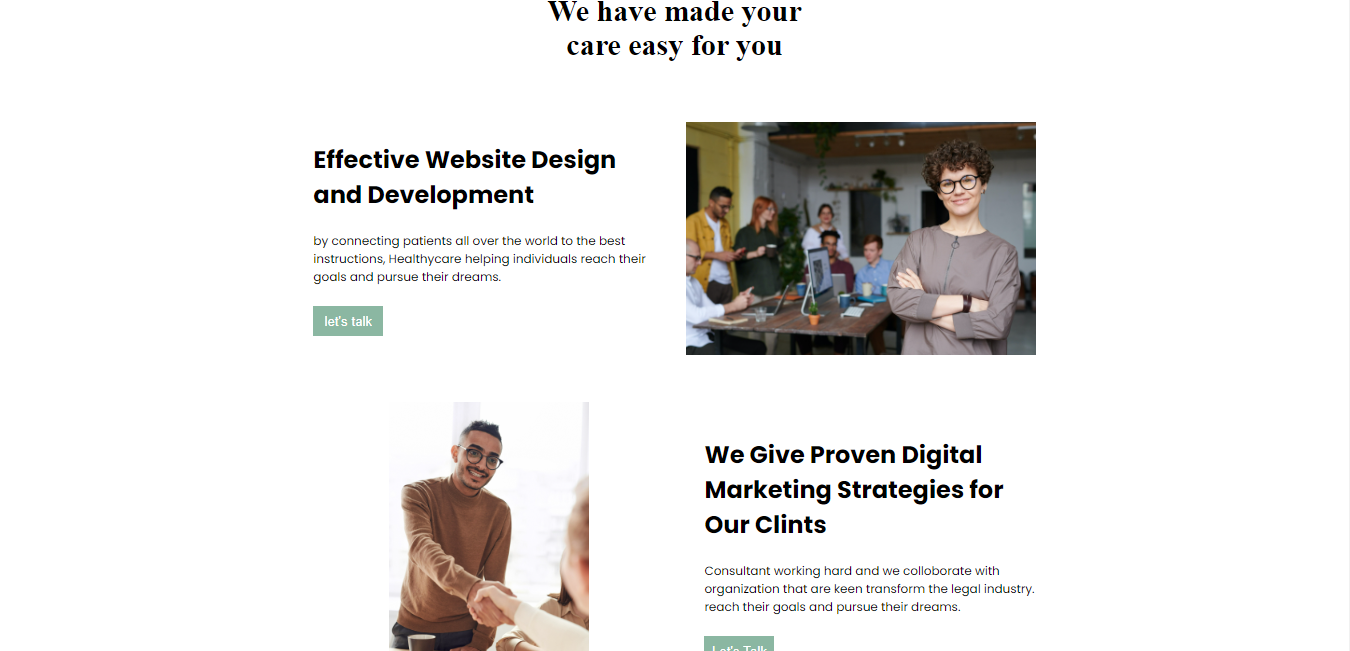 We have made your
care easy for you
Effective Website Design
and Development
by connecting patients all over the world to the best
instructions, Healthycare helping individuals reach their
goals and pursue their dreams.
let's talk
We Give Proven Digital
Marketing Strategies for
Our Clints
Consultant working hard and we colloborate with
organization that are keen transform the legal industry.
reach their goals and pursue their dreams.
Let's Talk